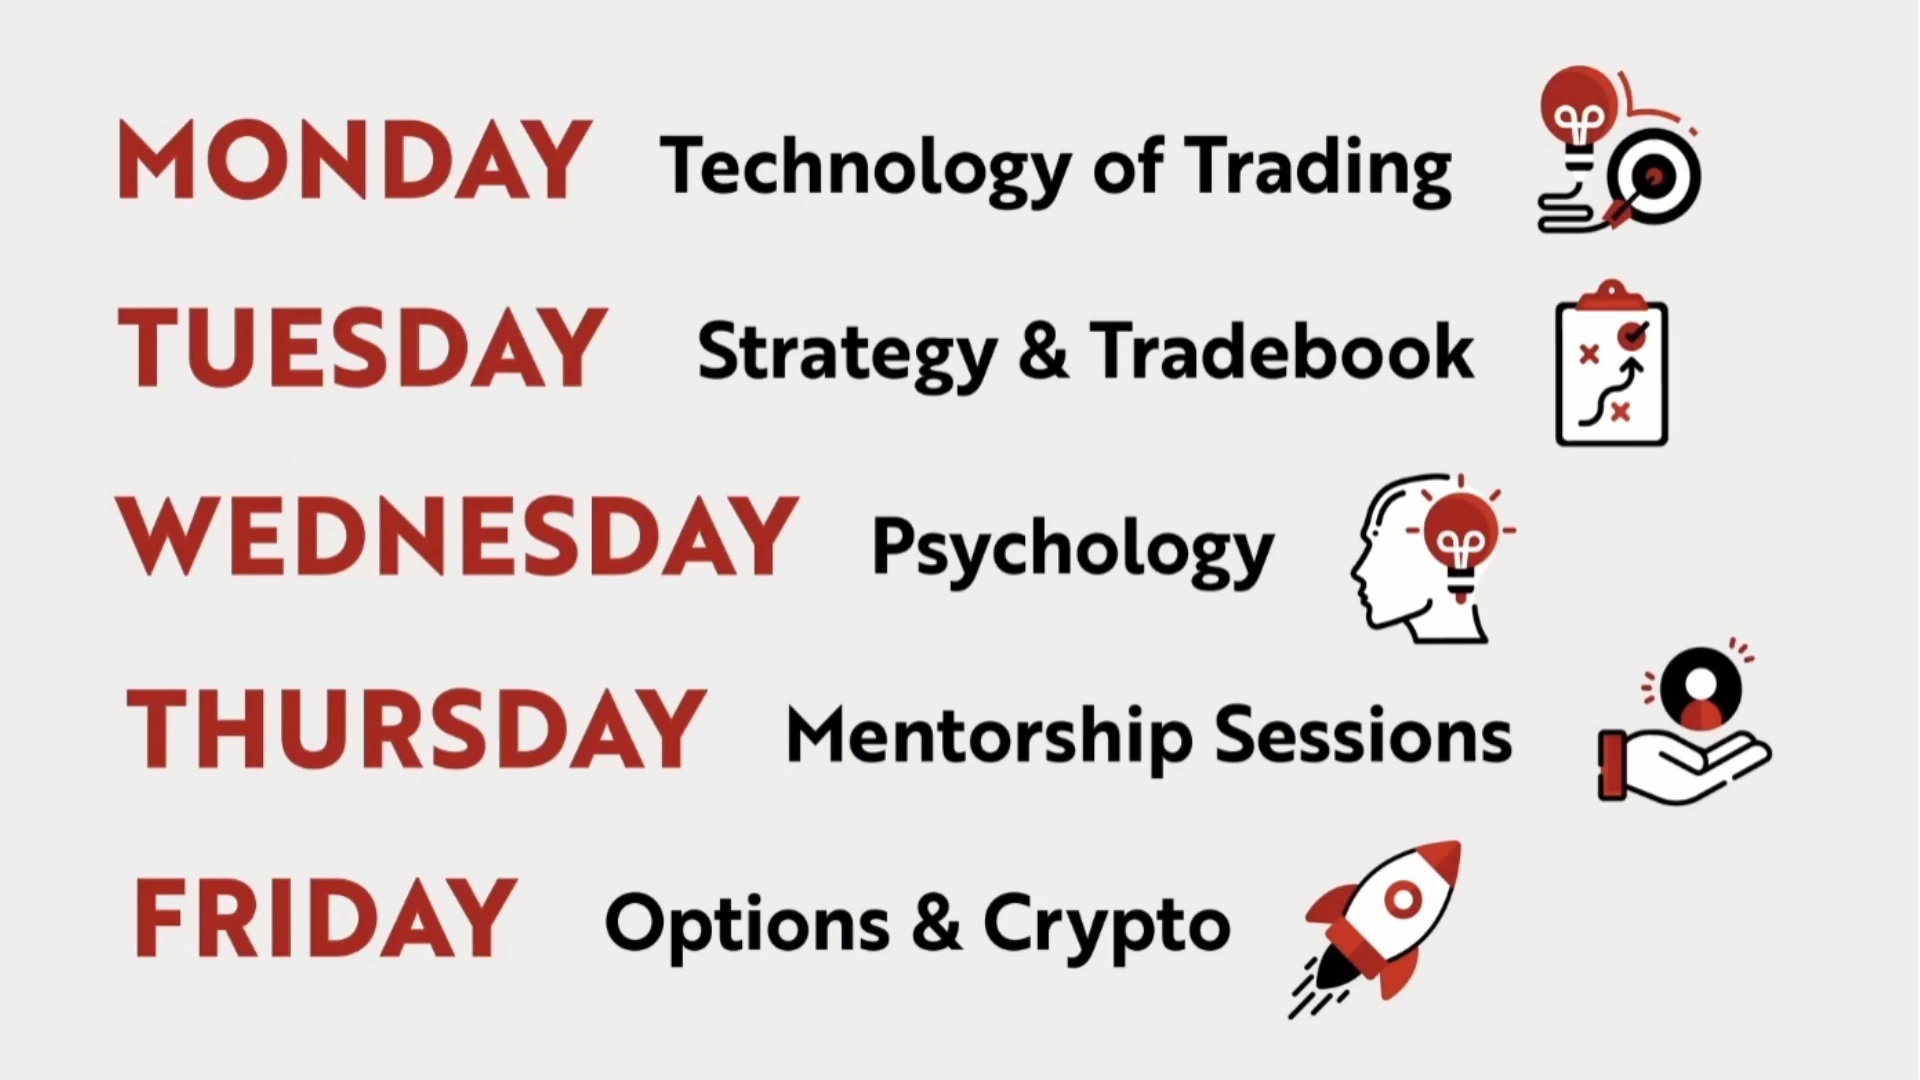 MONDAY Technology of Trading
TUESDAY Strategy & Tradebook
WEDNESDAY Psychology
THURSDAY Mentorship Sessions
FRIDAY Options & Crypto